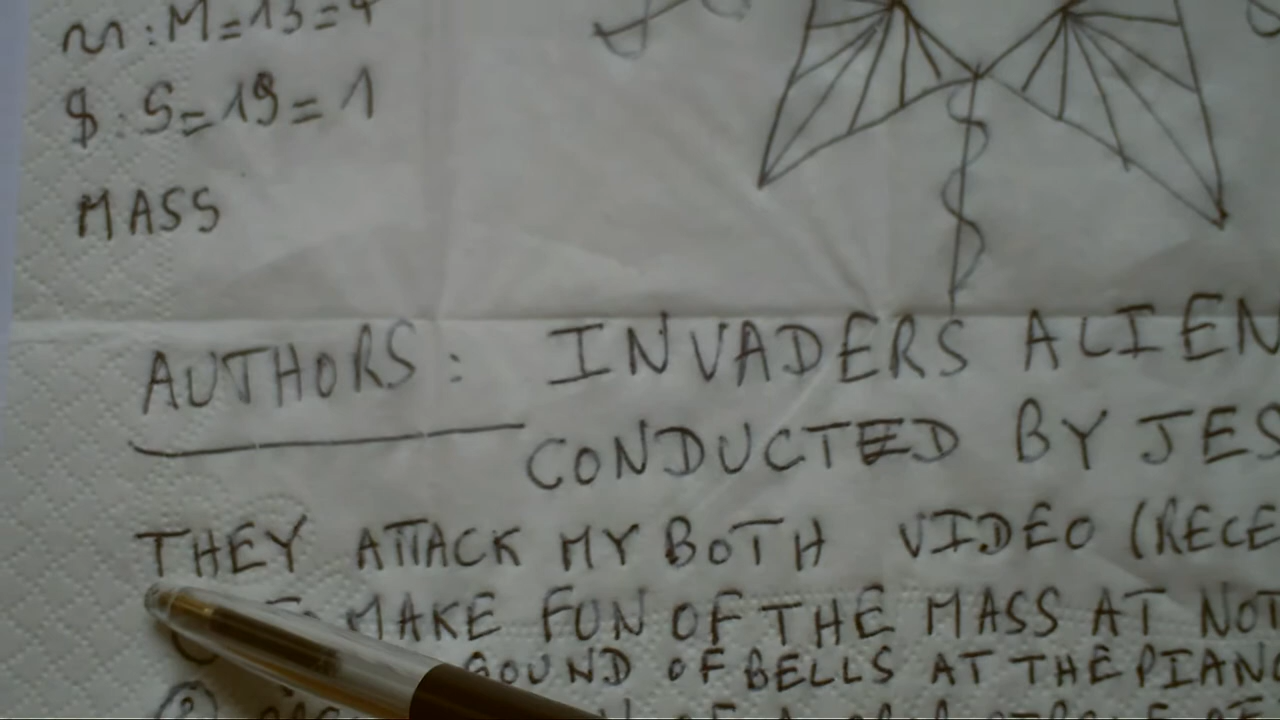 M=13=4
$: S=19=1
MASS
AUTHORS: INVADERS ALIEN
CONDUCTED BY JES
THEY ATTACK MY BOTH VIDEO (RECE
MAKE FUN OF THE MASS AT NOT
SOUND OF BELLS AT THE PIAN